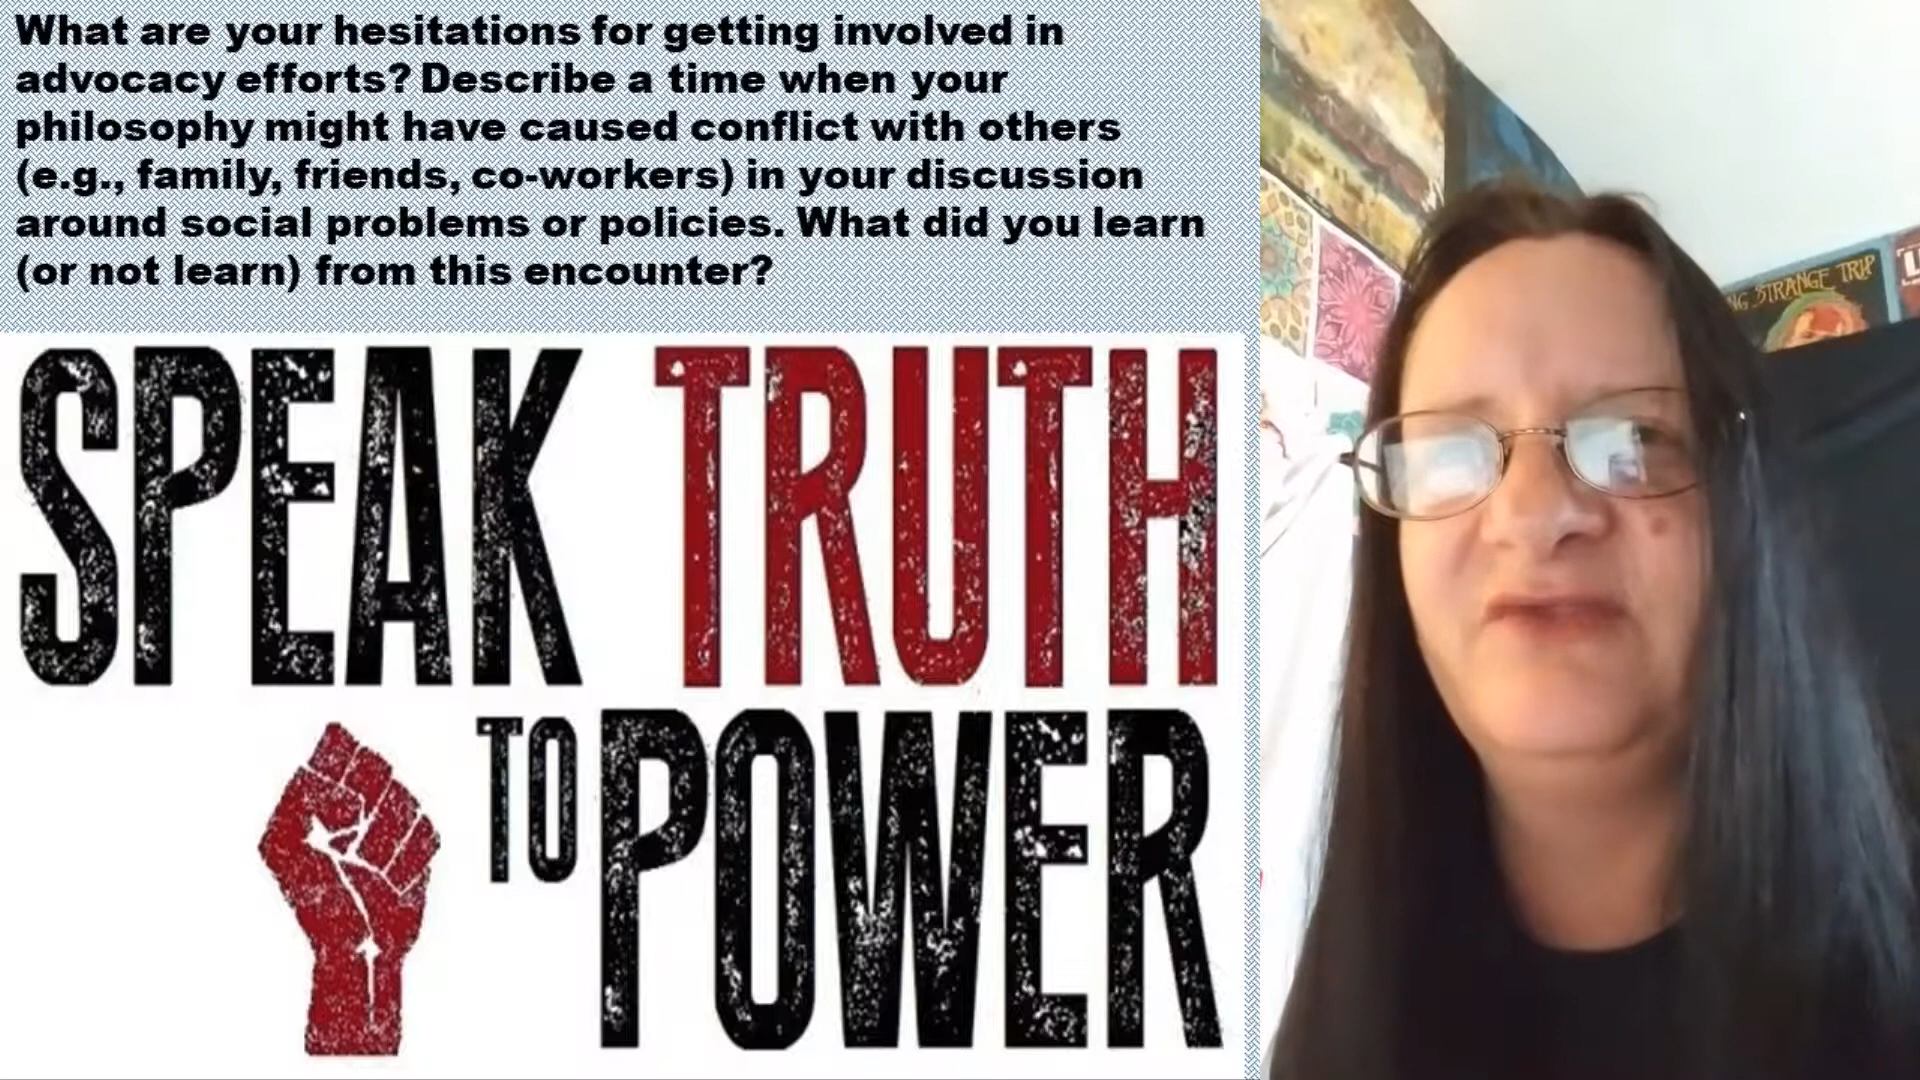 What are your hesitations for getting involved in
advocacy efforts? Describe a time when your
philosophy might have caused conflict with others
(e.g., family, friends, co-workers) in your discussion
around social problems or policies. What did you learn
(or not learn) from this encounter?
SPEAK TRUTH
TO POWER
STRANGE TRIP